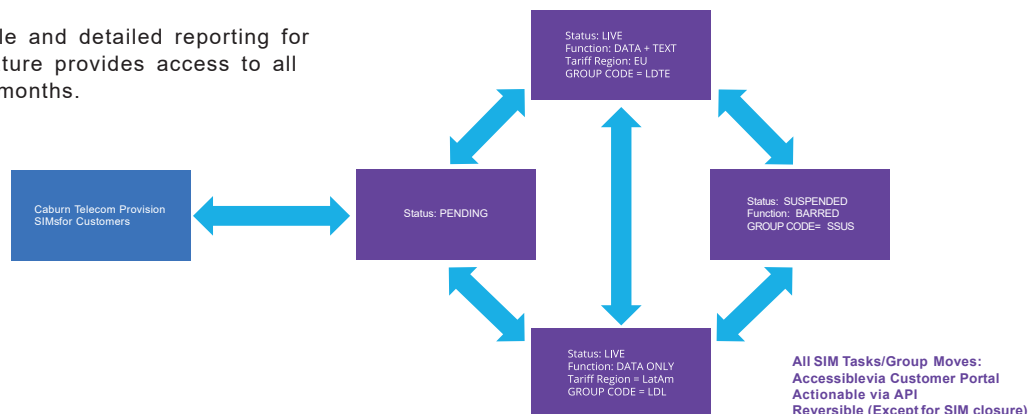 le and detailed reporting for
ture provides access to all
months.
Status: LIVE
Function: DATA + TEXT
Tariff Region: EU
GROUP CODE = LDTE
Caburn Telecom Provision
SIMsfor Customers
Status: PENDING
Status: SUSPENDED
Function: BARRED
GROUP CODE= SSUS
Status: LIVE
Function: DATA ONLY
Tariff Region = LatAm
GROUP CODE = LDL
All SIM Tasks/Group Moves:
Accessiblevia Customer Portal
Actionable via API
Reversible (Except for SIM closure)